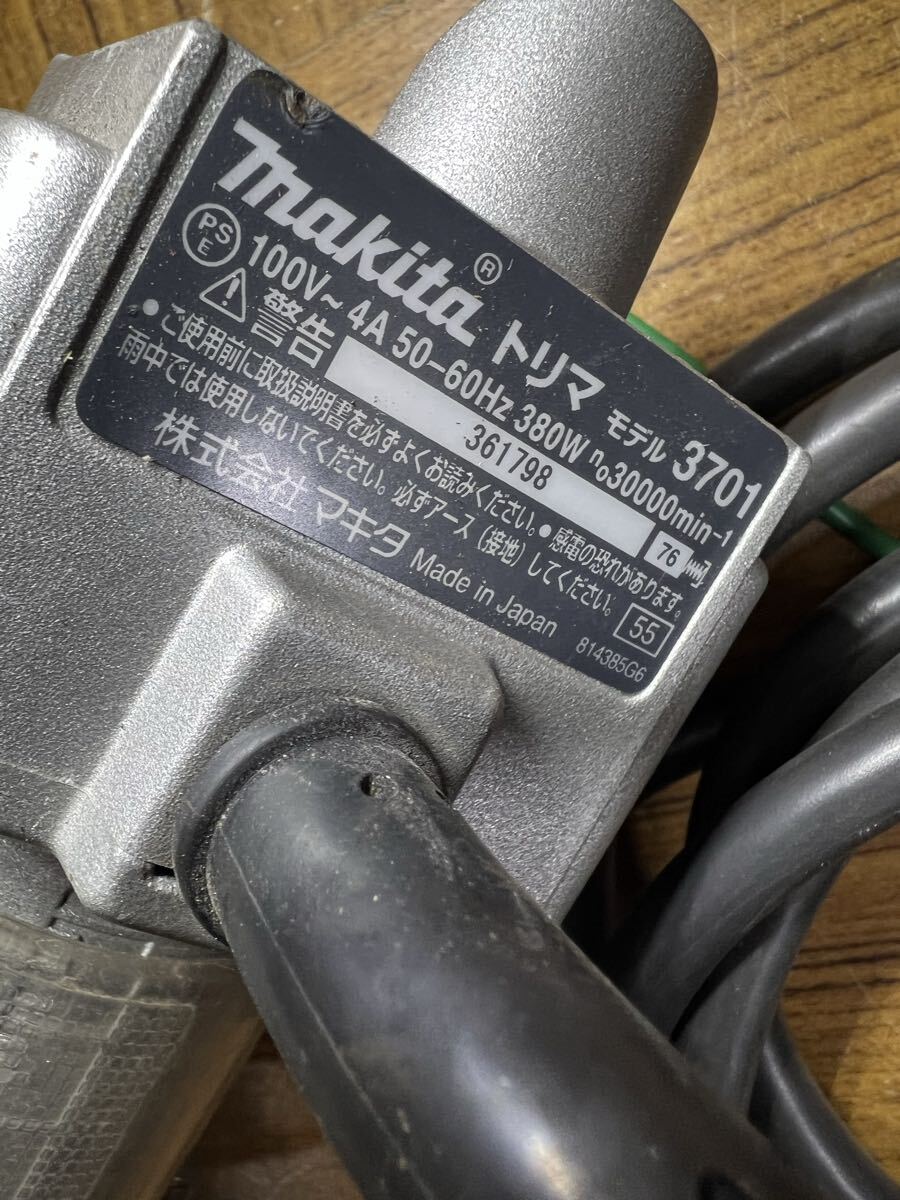 makita® トリマ モデル 3701
PS E 100V~ 4A 50-60Hz 380W n₀30000min-1
警告 361798 76
●ご使用前に取扱説明書を必ずよくお読みください。●感電の恐れがあります。
雨中では使用しないでください。必ずアース(接地)してください。 55
株式会社 マキタ Made in Japan 814385G6